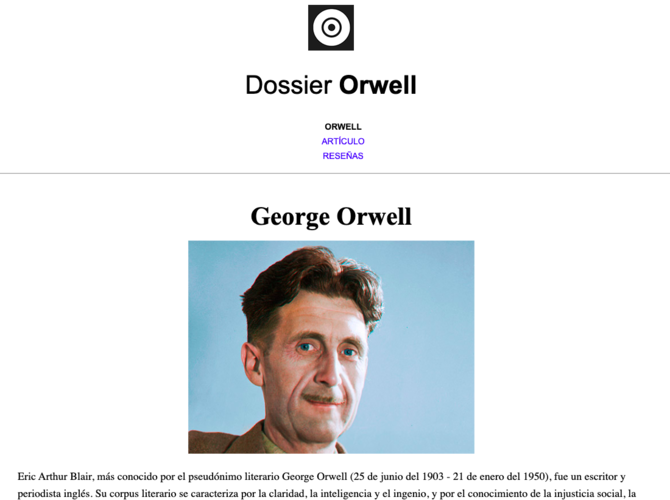 Dossier Orwell
ORWELL
ARTÍCULO
RESEÑAS
George Orwell
Eric Arthur Blair, más conocido por el pseudónimo literario George Orwell (25 de junio del 1903 - 21 de enero del 1950), fue un escritor y
periodista inglés. Su corpus literario se caracteriza por la claridad, la inteligencia y el ingenio, y por el conocimiento de la injusticia social, la